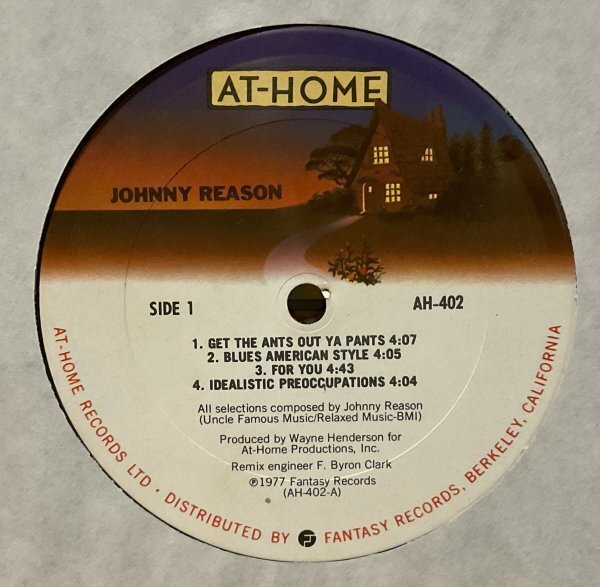 AT-HOME
JOHNNY REASON
SIDE 1
AH-402
1. GET THE ANTS OUT YA PANTS 4:07
2. BLUES AMERICAN STYLE 4:05
3. FOR YOU 4:43
4. IDEALISTIC PREOCCUPATIONS 4:04
All selections composed by Johnny Reason
(Uncle Famous Music/Relaxed Music-BMI)
Produced by Wayne Henderson for
At-Home Productions, Inc.
Remix engineer F. Byron Clark
℗1977 Fantasy Records
(AH-402-A)
AT-HOME RECORDS LTD • DISTRIBUTED BY FANTASY RECORDS, BERKELEY, CALIFORNIA